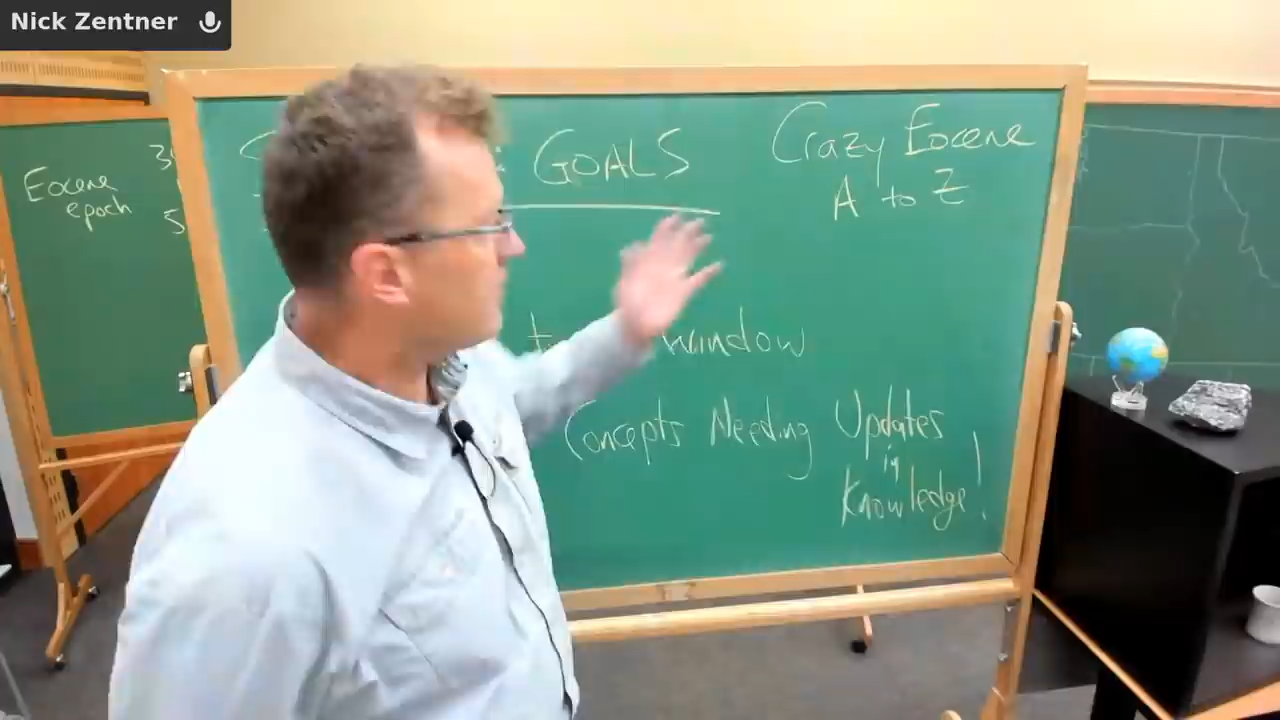 Nick Zentner
GOALS
Crazy Eocene
A to Z
Eocene
epoch
window
Concepts Needing Updates
in
Knowledge!